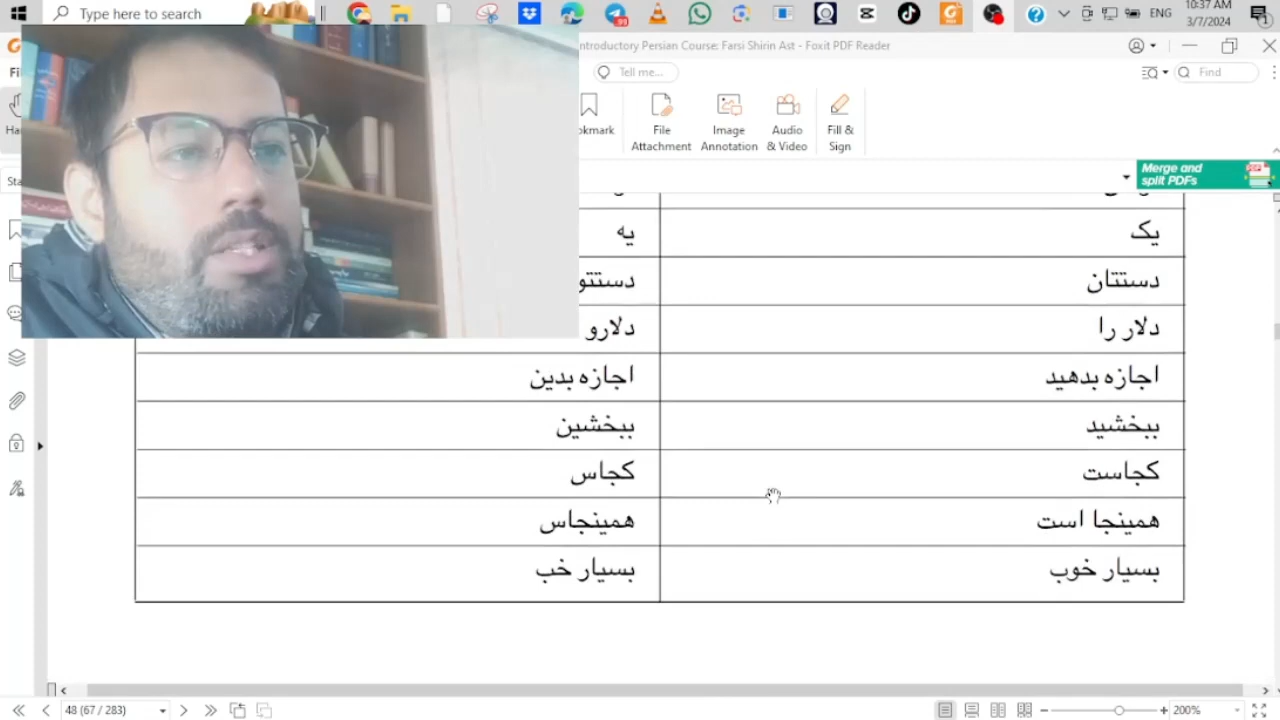 Type here to search
99
ENG
10:37 AM
3/7/2024
1
ntroductory Persian Course: Farsi Shirin Ast - Foxit PDF Reader
Tell me...
Find
File Attachment
Image Annotation
Audio & Video
Fill & Sign
Merge and split PDFs
یک	یه
دستتان	دستتو
دلار را	دلارو
اجازه بدهید	اجازه بدین
ببخشید	ببخشین
کجاست	کجاس
همینجا است	همینجاس
بسیار خوب	بسیار خب
48 (67 / 283)
200%